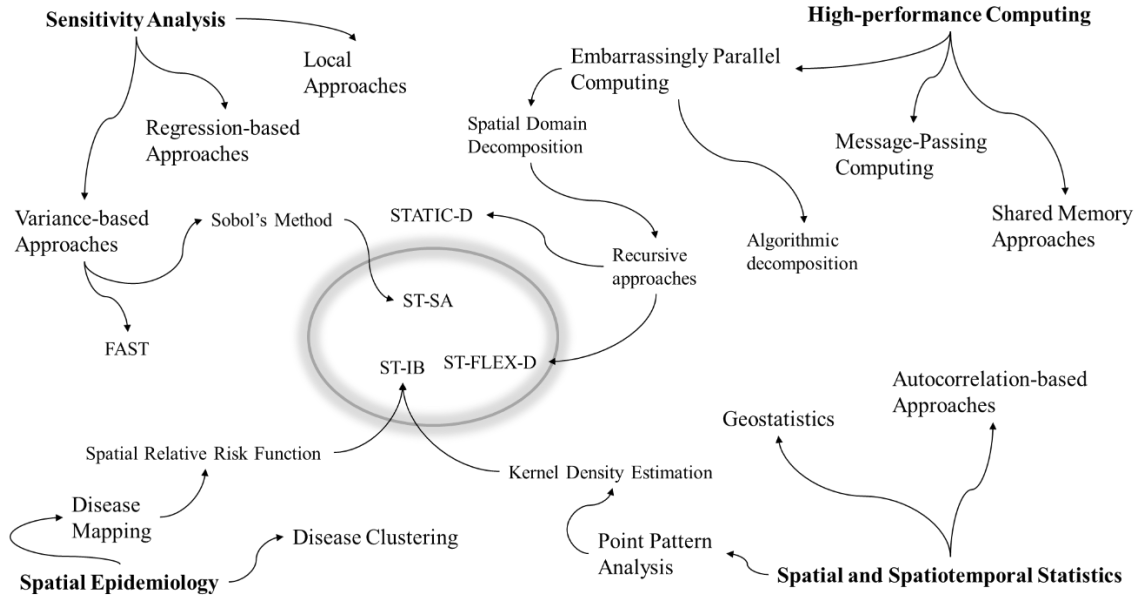 Sensitivity Analysis
High-performance Computing
Local
Approaches
Embarrassingly Parallel
Computing
Regression-based
Approaches
Spatial Domain
Decomposition
Message-Passing
Computing
Variance-based
Approaches
Sobol's Method
STATIC-D
Recursive
approaches
Algorithmic
decomposition
Shared Memory
Approaches
ST-SA
FAST
ST-IB
ST-FLEX-D
Autocorrelation-based
Approaches
Geostatistics
Spatial Relative Risk Function
Kernel Density Estimation
Disease
Mapping
Disease Clustering
Point Pattern
Analysis
Spatial Epidemiology
Spatial and Spatiotemporal Statistics